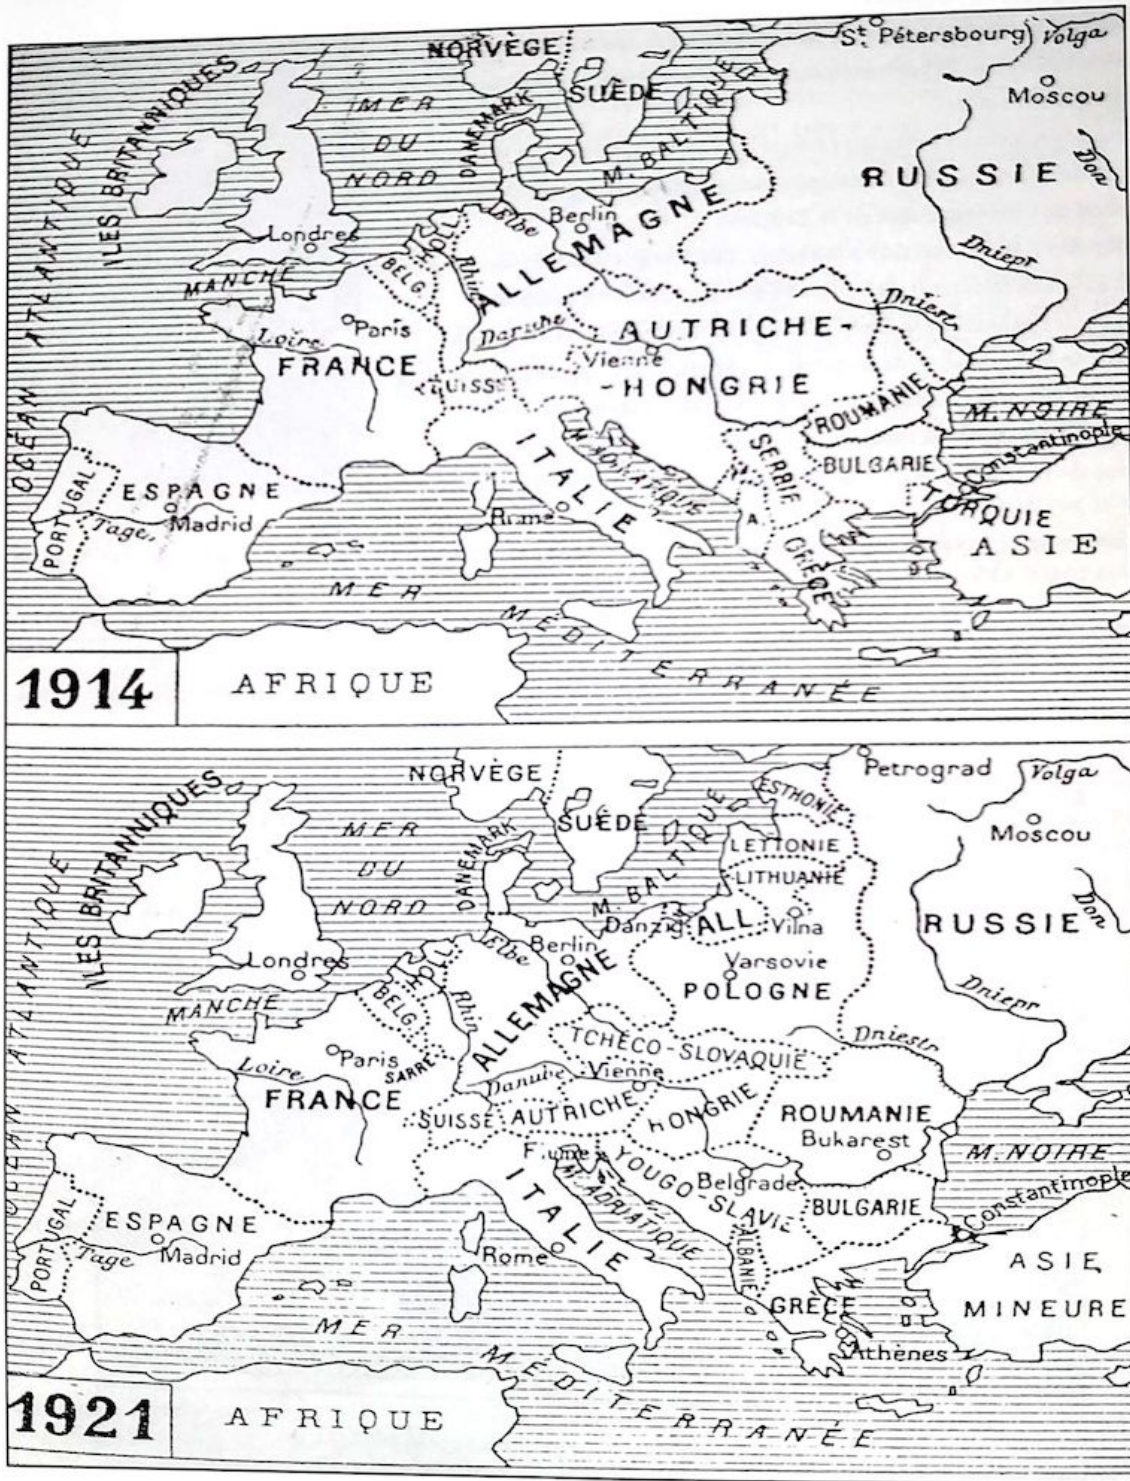 NORVÈGE
St. Pétersbourg
Volga
ILES BRITANNIQUES
MER
DU
NORD
DANEMARK
SUÈDE
M. BALTIQUE
Moscou
RUSSIE
Don
OCÉAN ATLANTIQUE
Londres
HOLL.
Elbe
Berlin
ALLEMAGNE
Dniepr
MANCHE
BELG.
Rhin
Paris
Loire
Danube
AUTRICHE-
Dniest.
FRANCE
SUISSE
Vienne
-HONGRIE
ROUMANIE
M. NOIRE
ITALIE
M. ADRIATIQUE
SERBIE
BULGARIE
Constantinople
PORTUGAL
ESPAGNE
Tage
Madrid
Rome
A.
TURQUIE
ASIE
GRÈCE
MER
MEDITERRANÉE
1914
AFRIQUE
NORVÈGE
Petrograd
Volga
ILES BRITANNIQUES
MER
DU
NORD
DANEMARK
SUÈDE
M. BALTIQUE
ESTHONIE
LETTONIE
LITHUANIE
Moscou
RUSSIE
Don
OCÉAN ATLANTIQUE
Danzig
ALL.
Vilna
Londres
HOLL.
Elbe
Berlin
ALLEMAGNE
Varsovie
POLOGNE
Dniepr
MANCHE
BELG.
Rhin
TCHÉCO-SLOVAQUIE
Dniestr
Paris
SARRE
Loire
Danube
Vienne
FRANCE
SUISSE
AUTRICHE
HONGRIE
ROUMANIE
Bukarest
Fiume
YOUGO-SLAVIE
Belgrade
M. NOIRE
ITALIE
M. ADRIATIQUE
BULGARIE
Constantinople
PORTUGAL
ESPAGNE
Tage
Madrid
Rome
ALBANIE
ASIE
MINEURE
GRÈCE
Athènes
MER
MEDITERRANÉE
1921
AFRIQUE